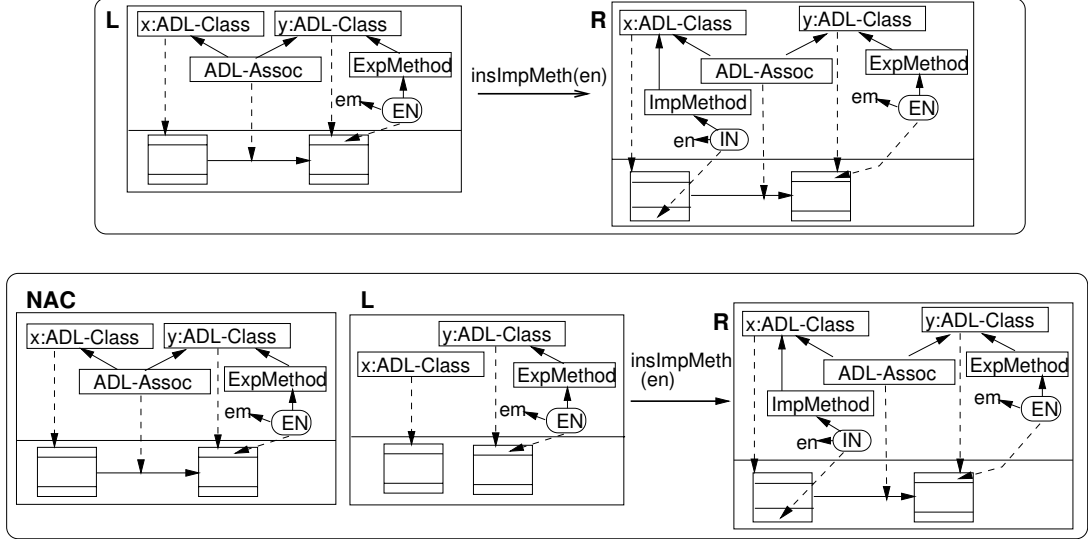 L
x:ADL-Class
y:ADL-Class
ADL-Assoc
ExpMethod
em
EN
insImpMeth(en)
R
x:ADL-Class
y:ADL-Class
ADL-Assoc
ExpMethod
ImpMethod
em
EN
en
IN
NAC
x:ADL-Class
y:ADL-Class
ADL-Assoc
ExpMethod
em
EN
L
y:ADL-Class
x:ADL-Class
ExpMethod
em
EN
insImpMeth
(en)
R
x:ADL-Class
y:ADL-Class
ADL-Assoc
ExpMethod
ImpMethod
em
EN
en
IN